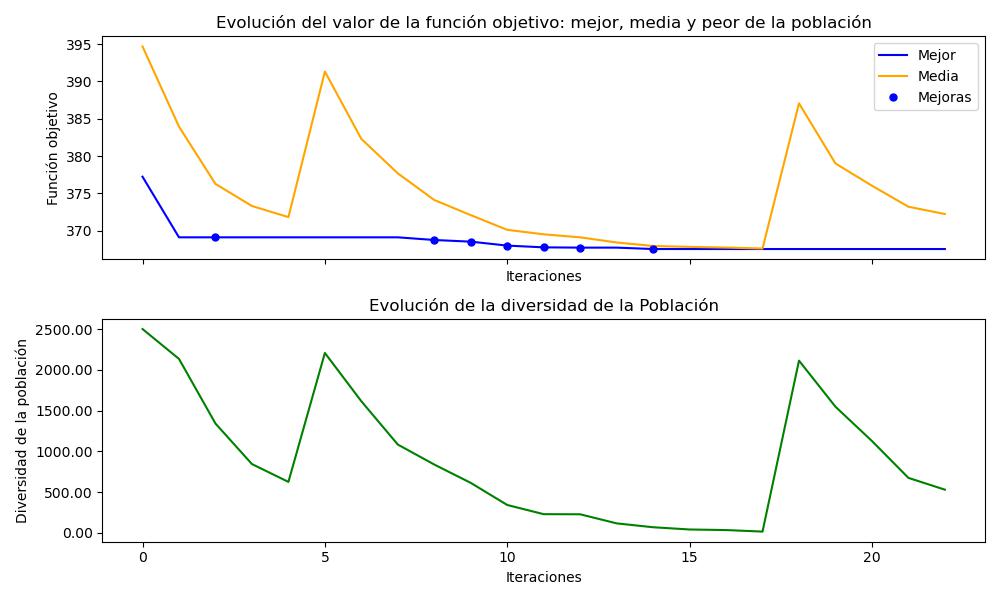 Evolución del valor de la función objetivo: mejor, media y peor de la población
395
390
385
380
375
370
Función objetivo
Mejor
Media
Mejoras
Iteraciones
Evolución de la diversidad de la Población
2500.00
2000.00
1500.00
1000.00
500.00
0.00
Diversidad de la población
0 5 10 15 20
Iteraciones